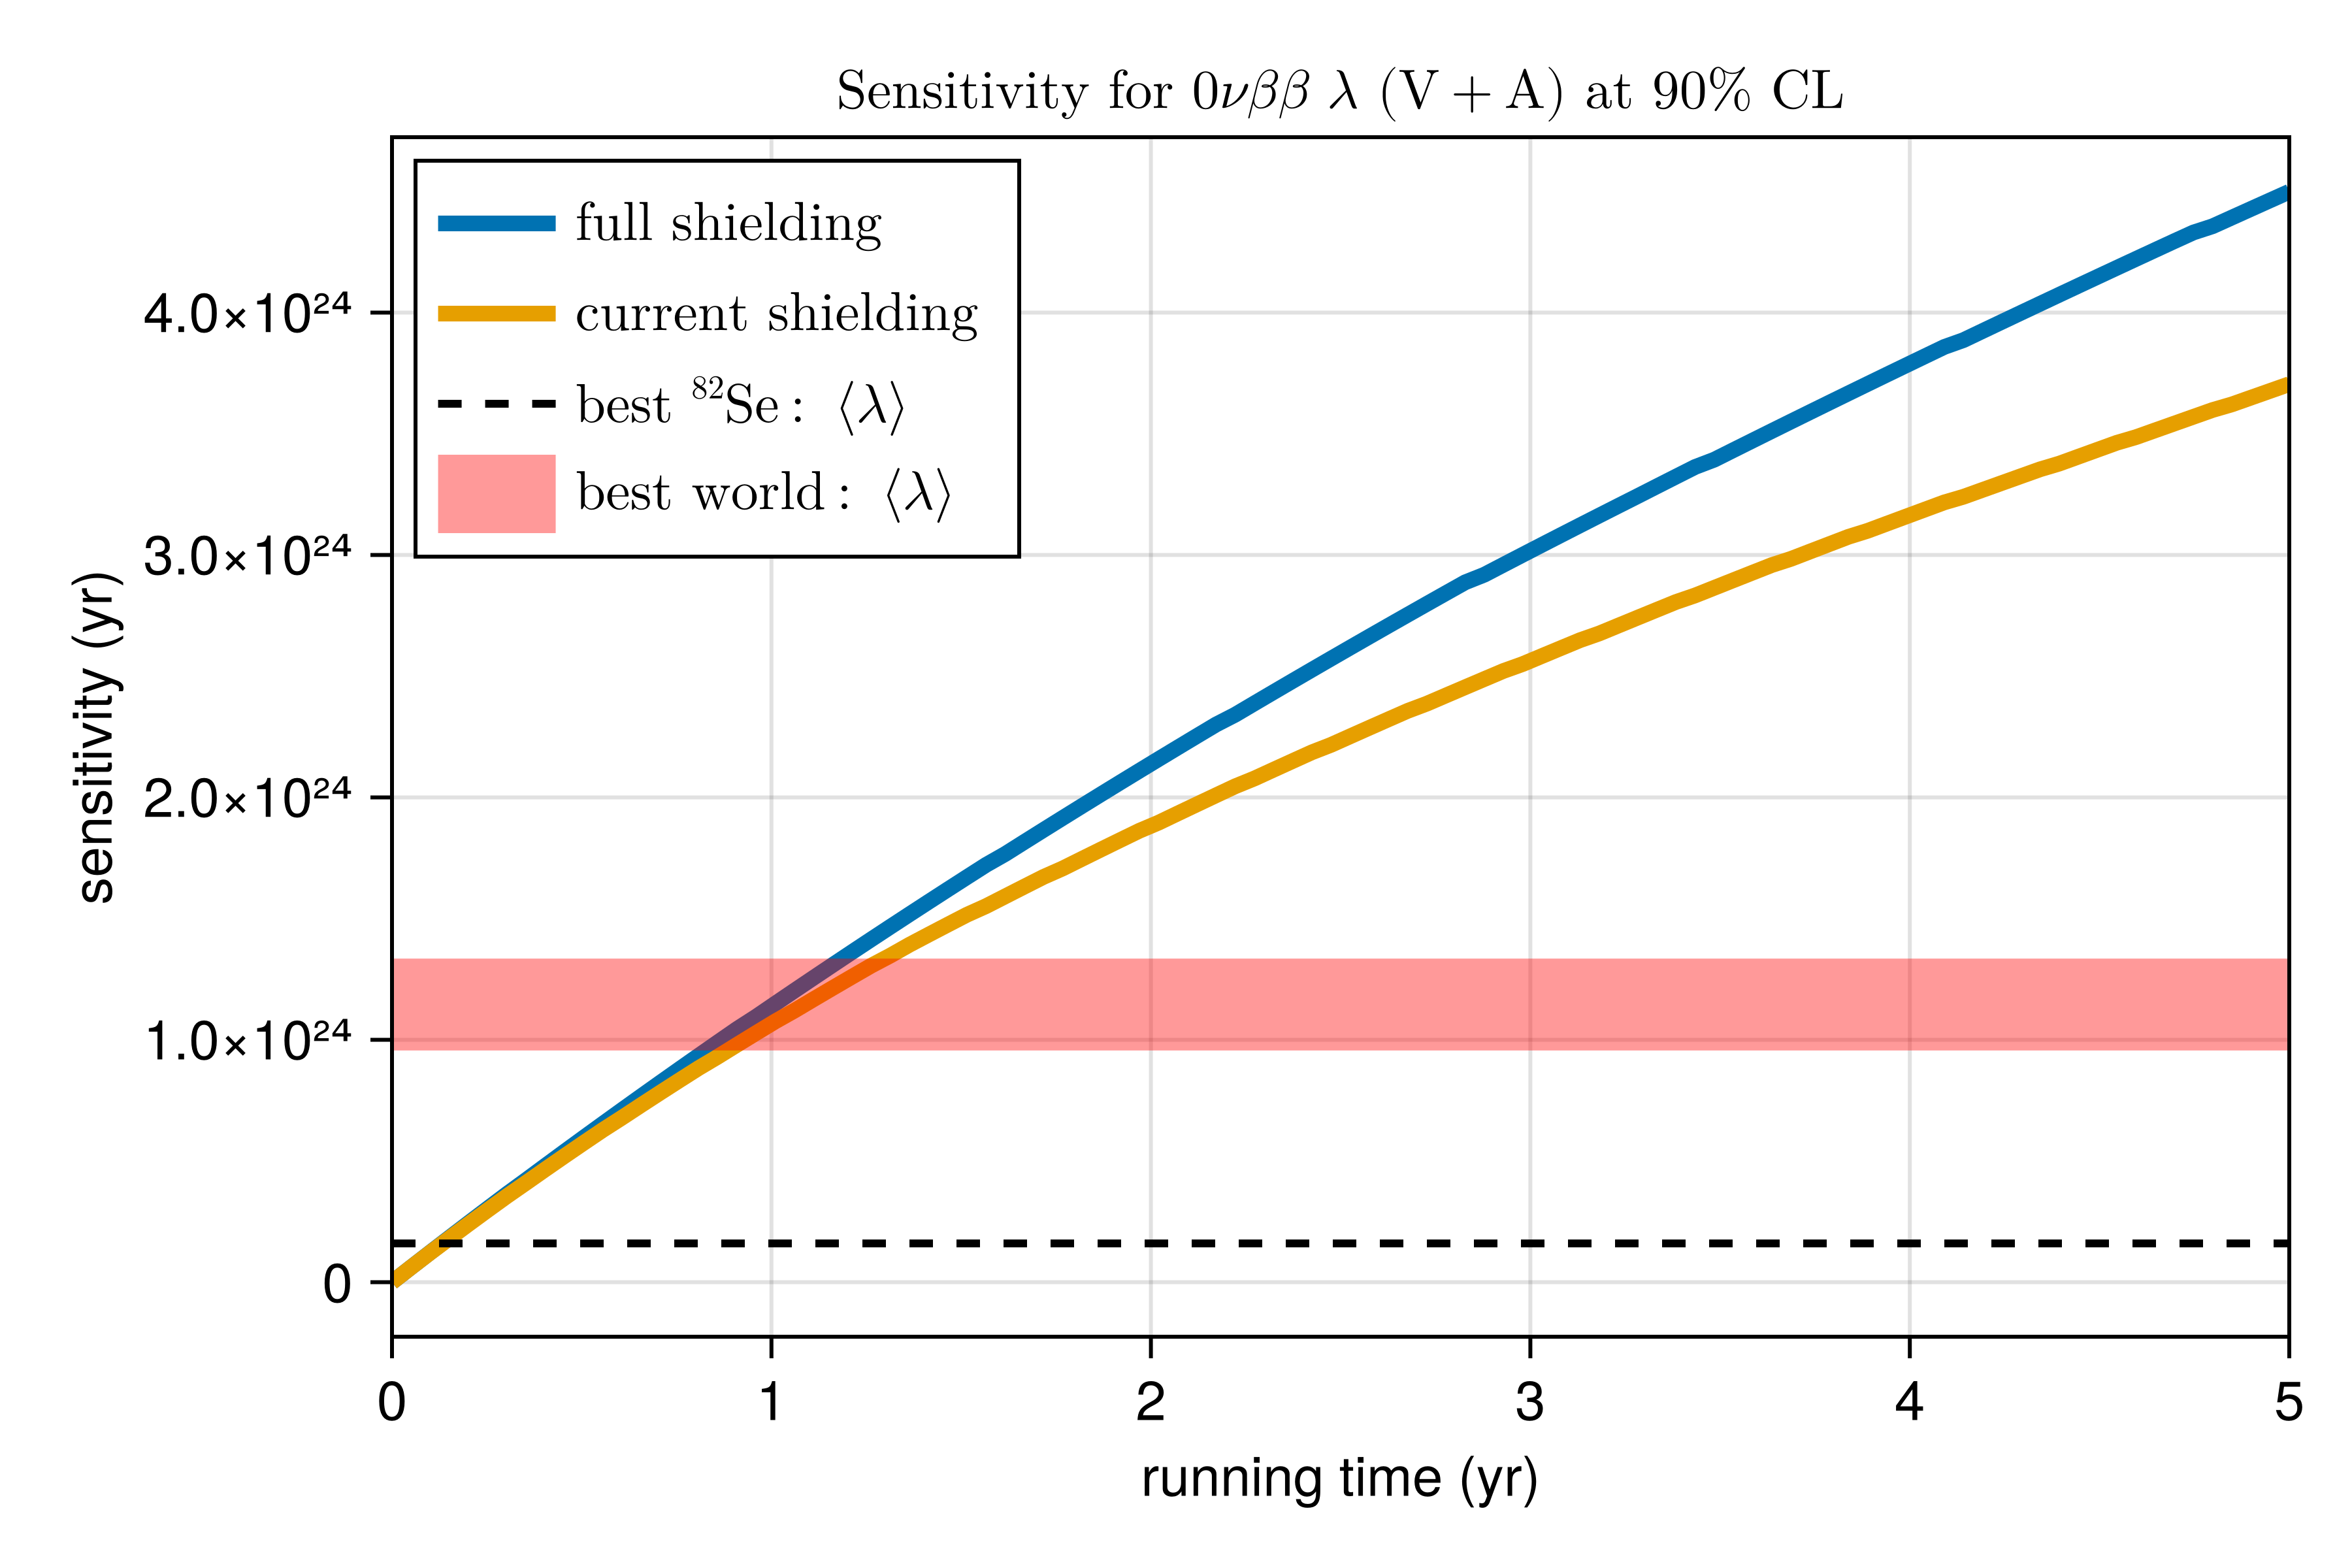 Sensitivity for 0νββ λ (V + A) at 90% CL
full shielding
current shielding
best ⁸²Se : ⟨λ⟩
best world : ⟨λ⟩
sensitivity (yr)
4.0×10²⁴
3.0×10²⁴
2.0×10²⁴
1.0×10²⁴
0
0 1 2 3 4 5
running time (yr)